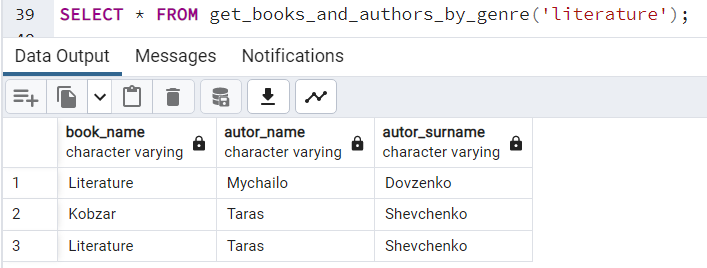 39 SELECT * FROM get_books_and_authors_by_genre('literature');
Data Output Messages Notifications
book_name autor_name autor_surname
character varying character varying character varying
1 Literature Mychailo Dovzenko
2 Kobzar Taras Shevchenko
3 Literature Taras Shevchenko